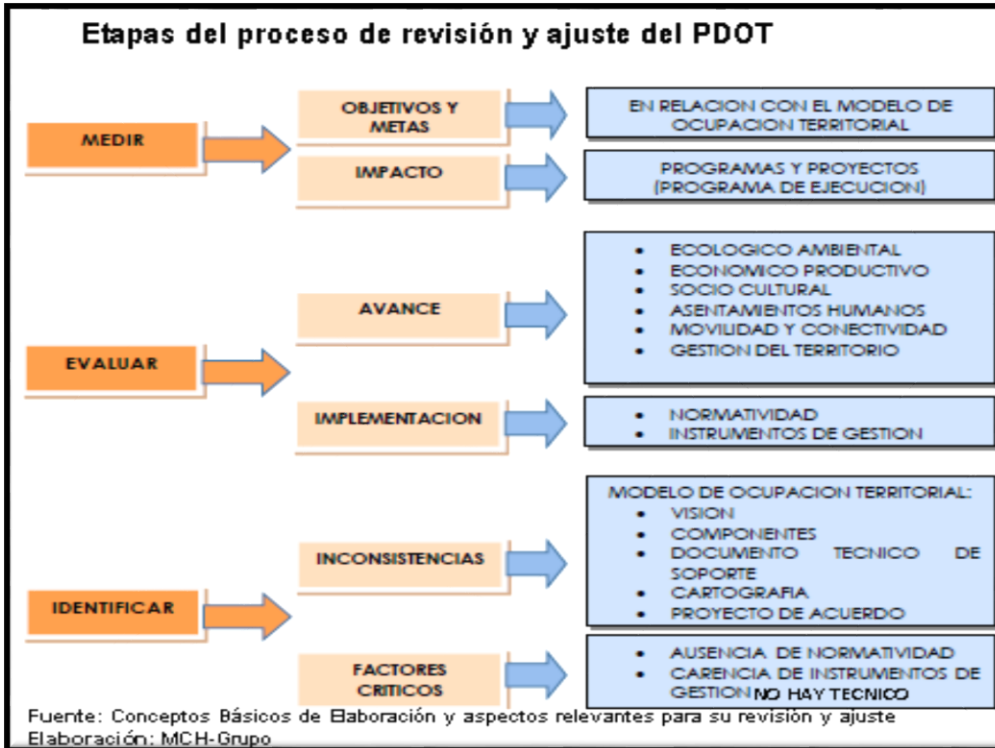 Etapas del proceso de revisión y ajuste del PDOT
MEDIR
OBJETIVOS Y
METAS
EN RELACION CON EL MODELO DE
OCUPACION TERRITORIAL
IMPACTO
PROGRAMAS Y PROYECTOS
(PROGRAMA DE EJECUCION)
EVALUAR
AVANCE
• ECOLOGICO AMBIENTAL
• ECONOMICO PRODUCTIVO
• SOCIO CULTURAL
• ASENTAMIENTOS HUMANOS
• MOVILIDAD Y CONECTIVIDAD
• GESTION DEL TERRITORIO
IMPLEMENTACION
• NORMATIVIDAD
• INSTRUMENTOS DE GESTION
IDENTIFICAR
INCONSISTENCIAS
MODELO DE OCUPACION TERRITORIAL:
• VISION
• COMPONENTES
• DOCUMENTO TECNICO DE
SOPORTE
• CARTOGRAFIA
• PROYECTO DE ACUERDO
FACTORES
CRITICOS
• AUSENCIA DE NORMATIVIDAD
• CARENCIA DE INSTRUMENTOS DE
GESTION NO HAY TECNICO
Fuente: Conceptos Básicos de Elaboración y aspectos relevantes para su revisión y ajuste
Elaboración: MCH-Grupo